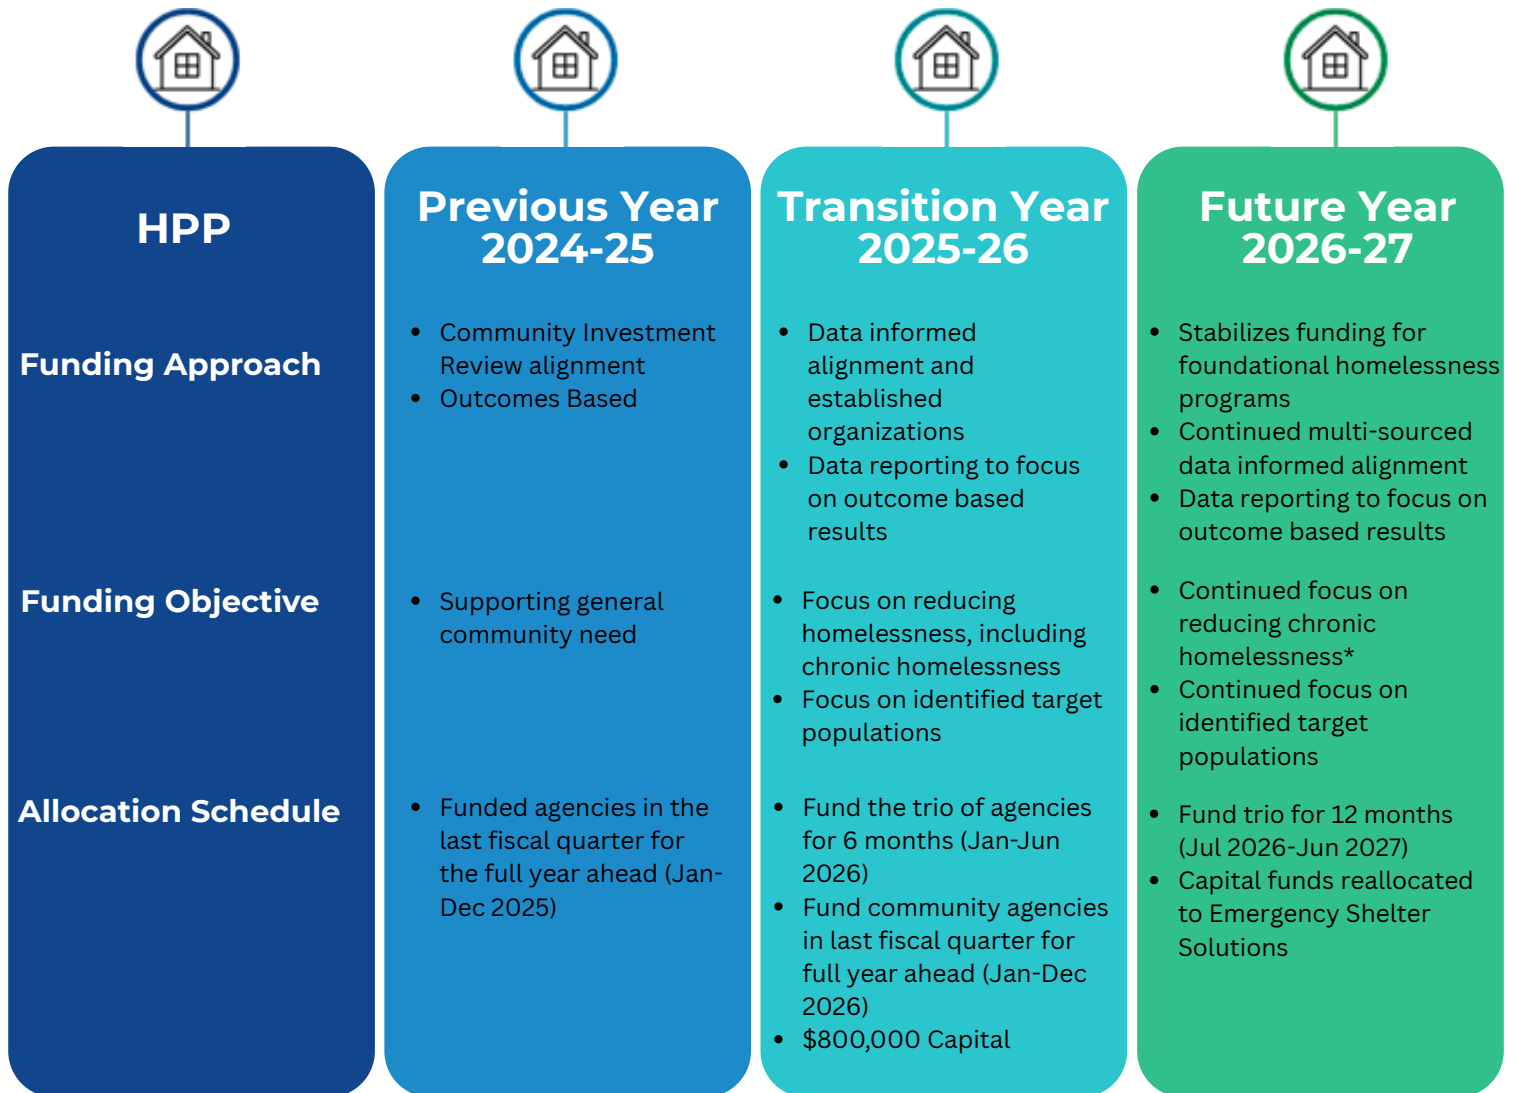 HPP
Previous Year
2024-25
Transition Year
2025-26
Future Year
2026-27
Funding Approach
• Community Investment
Review alignment
• Outcomes Based
• Data informed
alignment and
established
organizations
• Data reporting to focus
on outcome based
results
• Stabilizes funding for
foundational homelessness
programs
• Continued multi-sourced
data informed alignment
• Data reporting to focus on
outcome based results
Funding Objective
• Supporting general
community need
• Focus on reducing
homelessness, including
chronic homelessness
• Focus on identified target
populations
• Continued focus on
reducing chronic
homelessness*
• Continued focus on
identified target
populations
Allocation Schedule
• Funded agencies in the
last fiscal quarter for
the full year ahead (Jan-
Dec 2025)
• Fund the trio of agencies
for 6 months (Jan-Jun
2026)
• Fund community agencies
in last fiscal quarter for
full year ahead (Jan-Dec
2026)
• $800,000 Capital
• Fund trio for 12 months
(Jul 2026-Jun 2027)
• Capital funds reallocated
to Emergency Shelter
Solutions